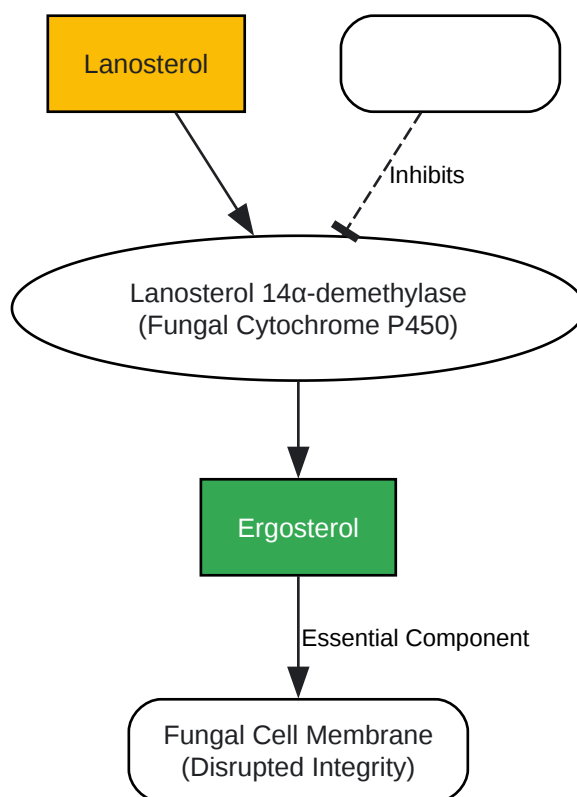 Lanosterol
Inhibits
Lanosterol 14α-demethylase
(Fungal Cytochrome P450)
Ergosterol
Essential Component
Fungal Cell Membrane
(Disrupted Integrity)